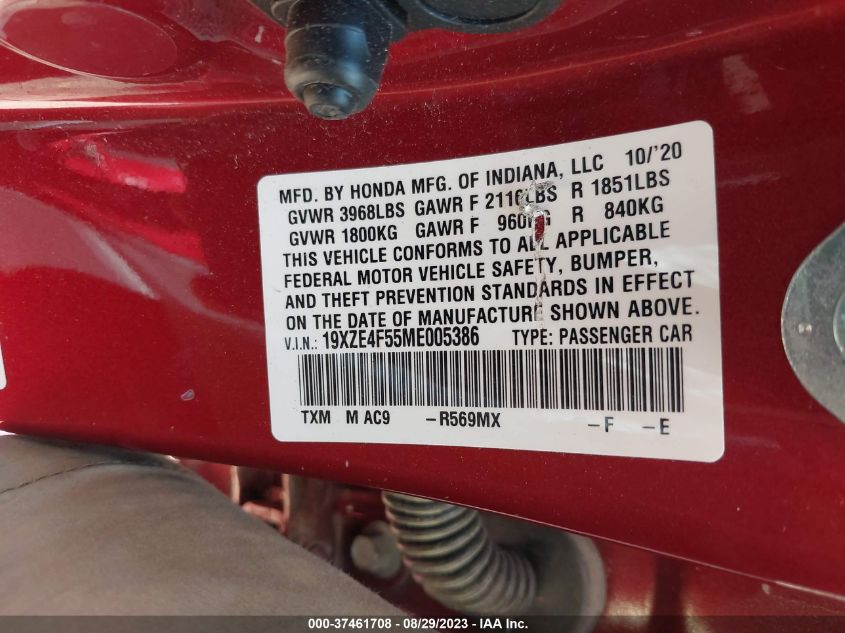 MFD. BY HONDA MFG. OF INDIANA, LLC 10/'20
GVWR 3968LBS GAWR F 2116LBS R 1851LBS
GVWR 1800KG GAWR F 960KG R 840KG
THIS VEHICLE CONFORMS TO ALL APPLICABLE
FEDERAL MOTOR VEHICLE SAFETY, BUMPER,
AND THEFT PREVENTION STANDARDS IN EFFECT
ON THE DATE OF MANUFACTURE SHOWN ABOVE.
V.I.N.: 19XZE4F55ME005386 TYPE: PASSENGER CAR
TXM M AC9 –R569MX –F –E
000-37461708 - 08/29/2023 - IAA Inc.